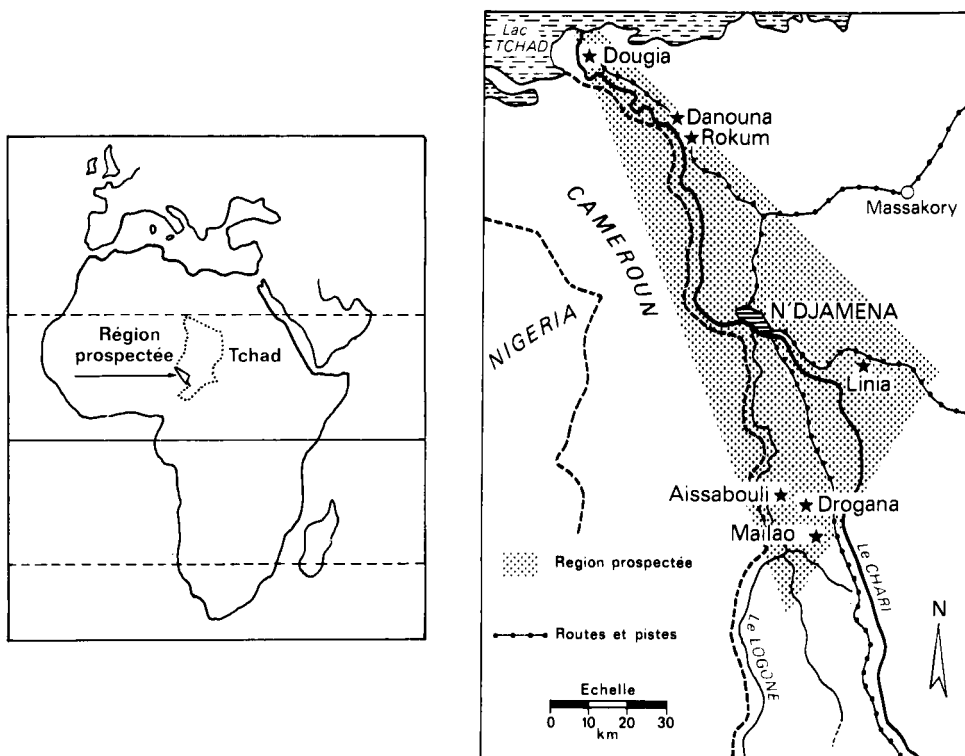 Région
prospectée
Tchad
Lac
TCHAD
Dougia
Danouna
Rokum
Massakory
CAMEROUN
NIGERIA
N'DJAMENA
Linia
Aissabouli
Drogana
Mailao
Region prospectée
Le CHARI
N
Routes et pistes
Le LOGONE
Echelle
0 10 20 30
km